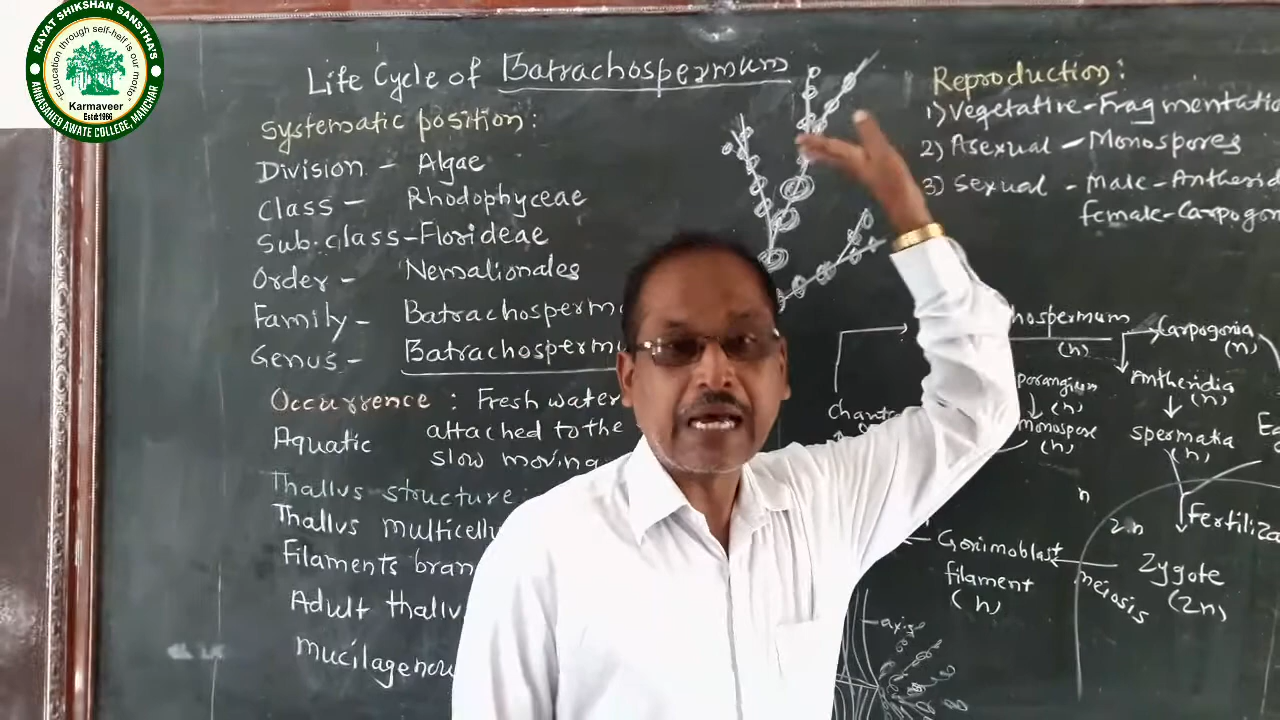 RAYAT SHIKSHAN SANSTHA'S
"Education through self-help is our motto"
Karmaveer
Estd:1966
ANNASAHEB AWATE COLLEGE, MANCHAR
Life Cycle of Batrachospermum
Systematic position:
Division - Algae
Class - Rhodophyceae
Sub.class - Florideae
Order - Nemalionales
Family - Batrachosperma
Genus - Batrachospermu
Occurrence : Fresh water
Aquatic attached to the
slow moving
Thallus structure:
Thallus multicellu
Filaments bran
Adult thallu
mucilagenou
Reproduction:
1) Vegetative - Fragmentatio
2) Asexual - Monospores
3) Sexual - Male - Antherid
Female - Carpogon
hospermum
(n)
Carpogonia
(n)
porangium
(n)
monospore
(n)
Antheridia
(n)
spermatia
(n)
Chant
n
2n
Fertiliza
Zygote
(2n)
meiosis
Gonimoblast
filament
(n)
axis